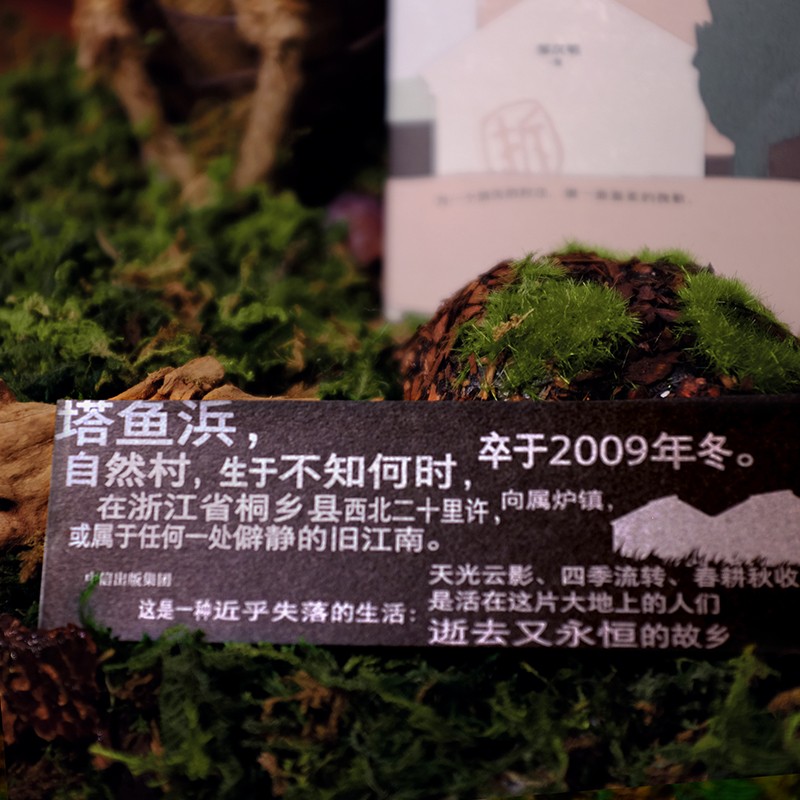 拆
塔鱼浜，
自然村，生于不知何时，卒于2009年冬。
在浙江省桐乡县西北二十里许，向属炉镇，
或属于任何一处僻静的旧江南。
中信出版集团
这是一种近乎失落的生活：
天光云影、四季流转、春耕秋收
是活在这片大地上的人们
逝去又永恒的故乡